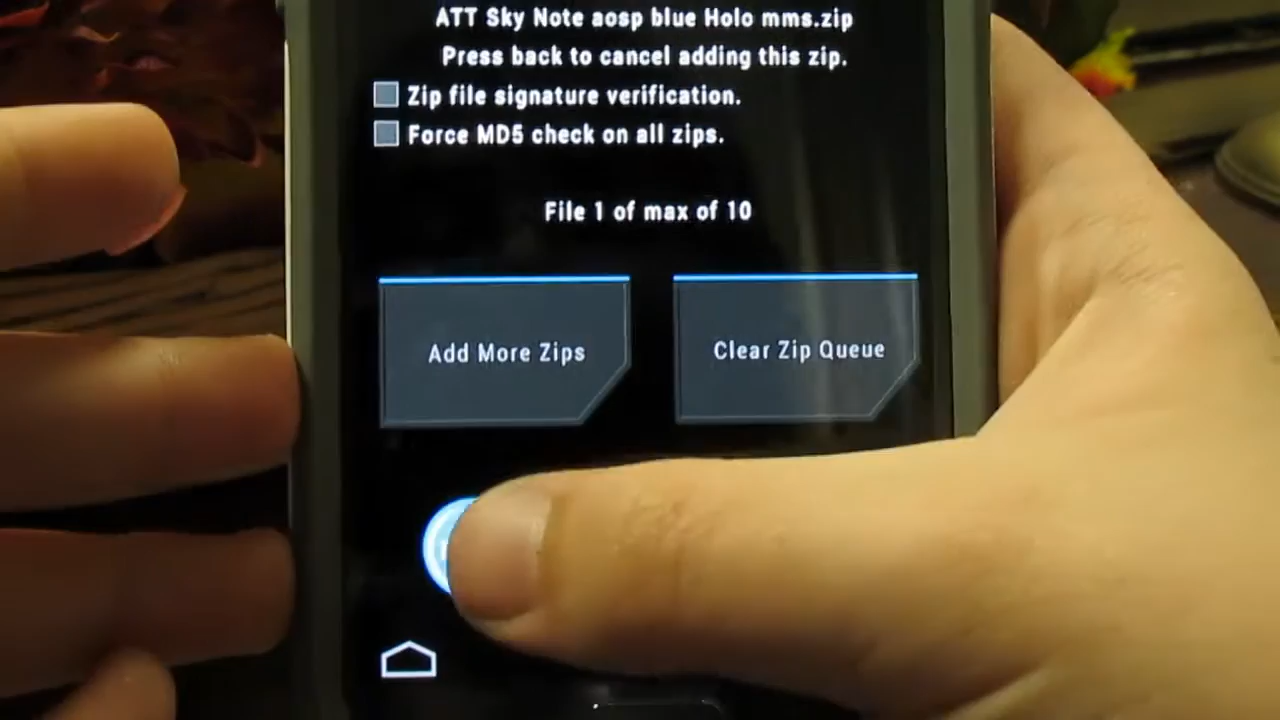 ATT Sky Note aosp blue Holo mms.zip
Press back to cancel adding this zip.
Zip file signature verification.
Force MD5 check on all zips.
File 1 of max of 10
Add More Zips
Clear Zip Queue